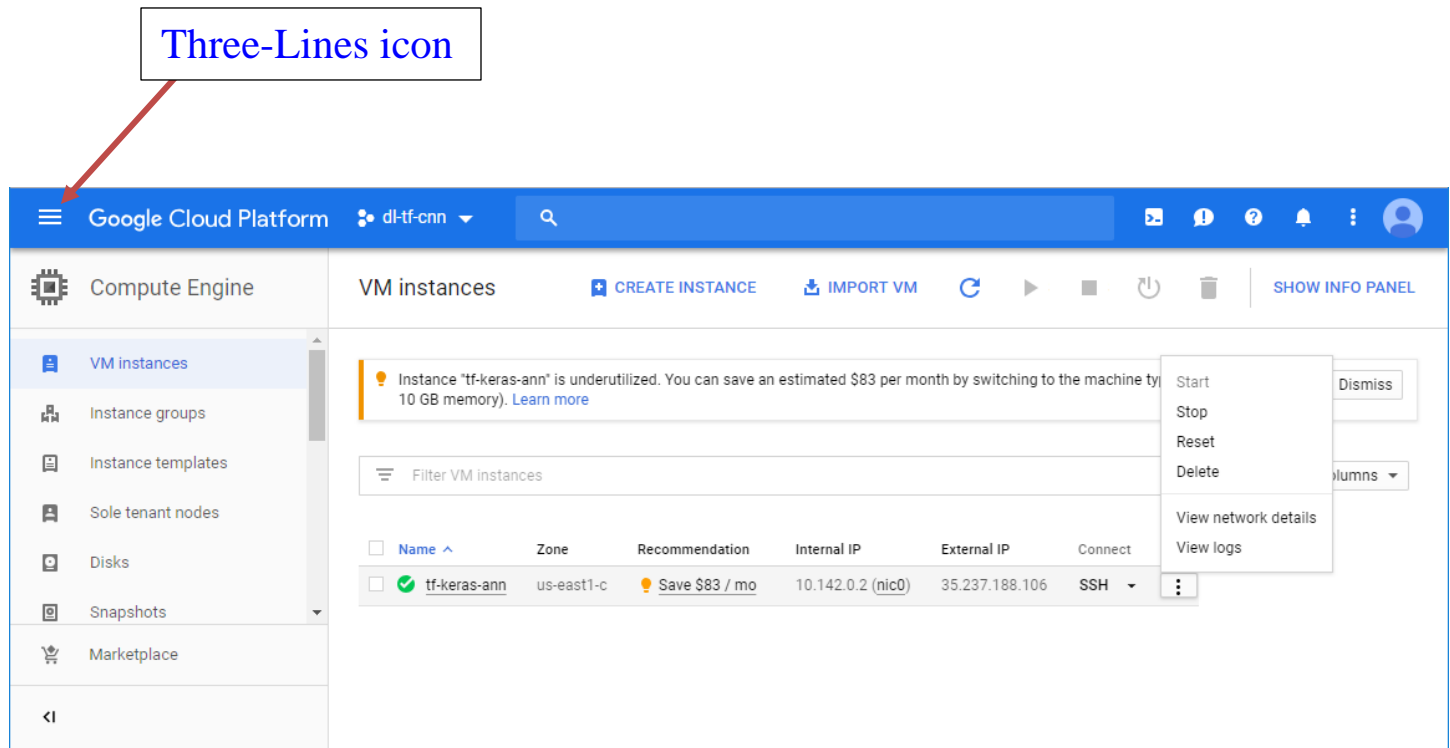 Three-Lines icon
Google Cloud Platform dl-tf-cnn
Compute Engine
VM instances CREATE INSTANCE IMPORT VM SHOW INFO PANEL
VM instances
Instance groups
Instance templates
Sole tenant nodes
Disks
Snapshots
Marketplace
Instance "tf-keras-ann" is underutilized. You can save an estimated $83 per month by switching to the machine ty
10 GB memory). Learn more
Dismiss
Start
Stop
Reset
Delete
View network details
View logs
Filter VM instances
olumns
Name Zone Recommendation Internal IP External IP Connect
tf-keras-ann us-east1-c Save $83 / mo 10.142.0.2 (nic0) 35.237.188.106 SSH